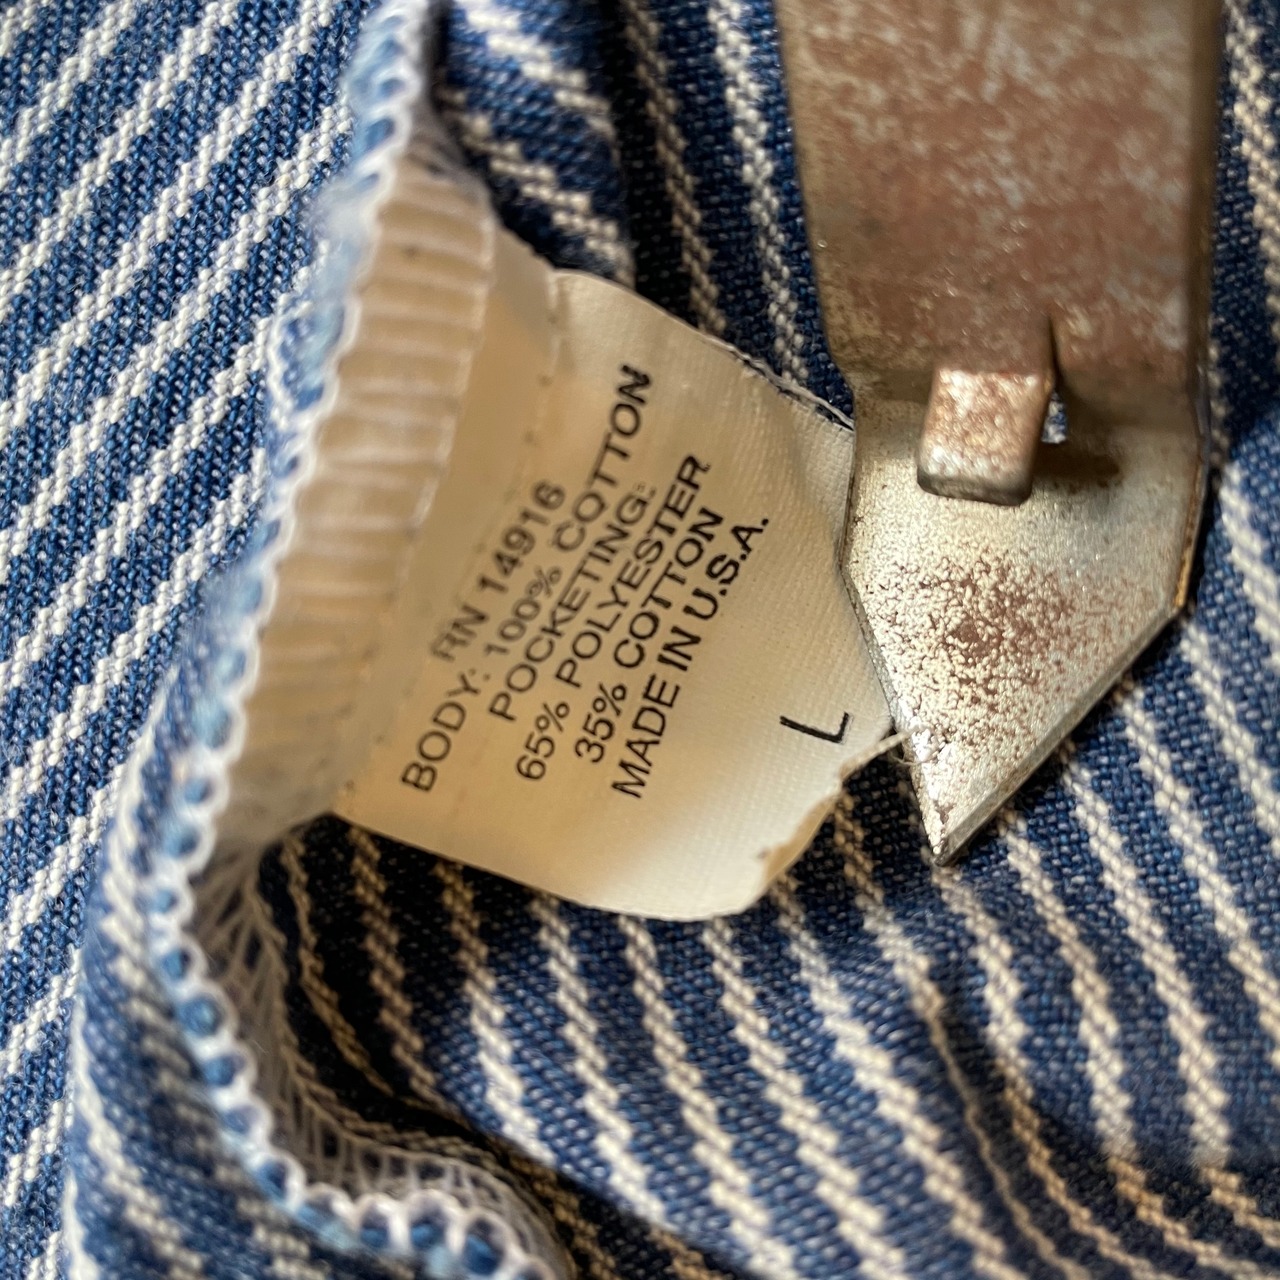 RN 14916
BODY: 100% COTTON
POCKETING:
65% POLYESTER
35% COTTON
MADE IN U.S.A.
L